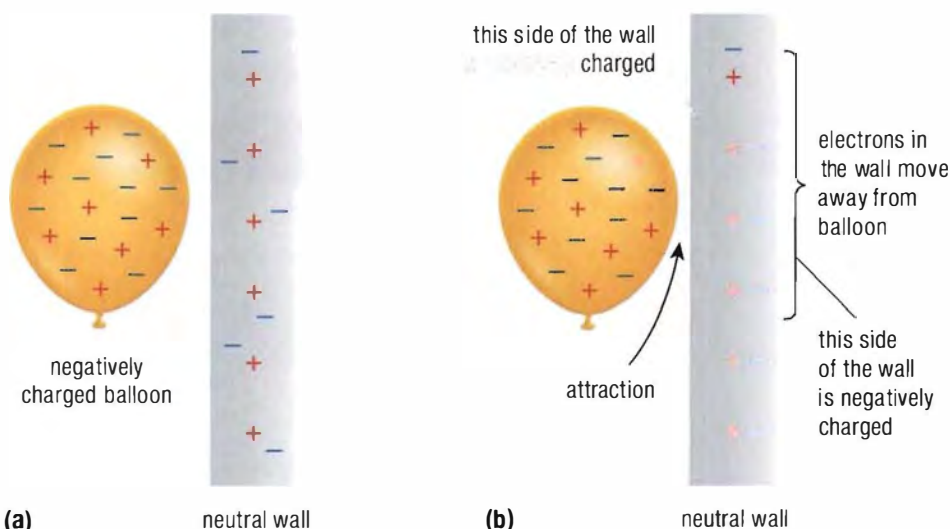 this side of the wall
charged
electrons in
the wall move
away from
balloon
negatively
charged balloon
attraction
this side
of the wall
is negatively
charged
(a)
neutral wall
(b)
neutral wall